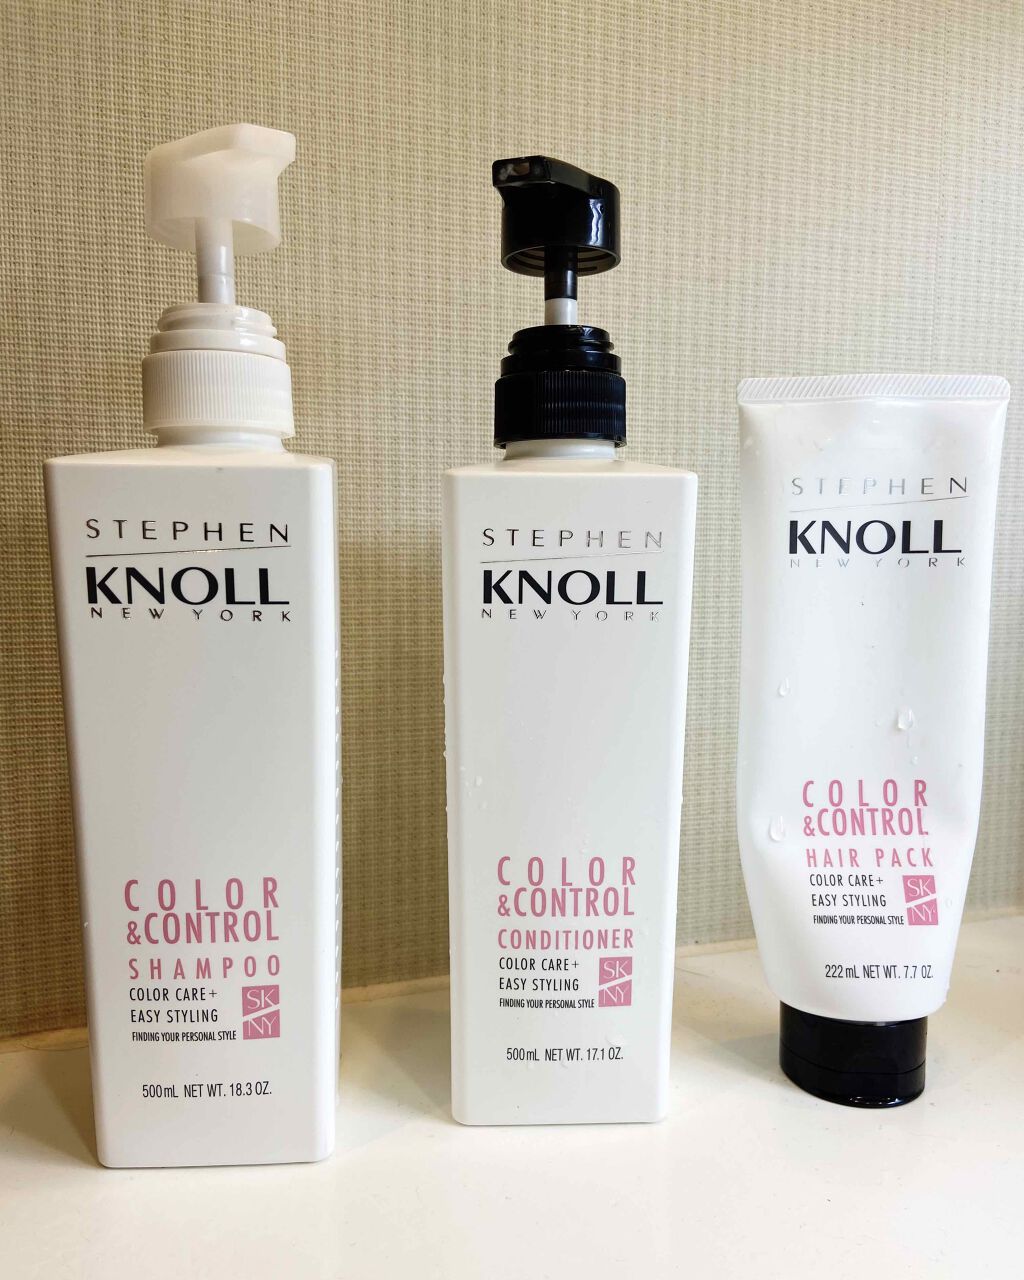 STEPHEN
KNOLL
NEW YORK
COLOR
&CONTROL
SHAMPOO
COLOR CARE+
EASY STYLING
FINDING YOUR PERSONAL STYLE
SK
NY
500mL NET WT. 18.3 OZ.
STEPHEN
KNOLL
NEW YORK
COLOR
&CONTROL
CONDITIONER
COLOR CARE+
EASY STYLING
FINDING YOUR PERSONAL STYLE
SK
NY
500mL NET WT. 17.1 OZ.
STEPHEN
KNOLL
NEW YORK
COLOR
&CONTROL
HAIR PACK
COLOR CARE+
EASY STYLING
FINDING YOUR PERSONAL STYLE
SK
NY
222 mL NET WT. 7.7 OZ.